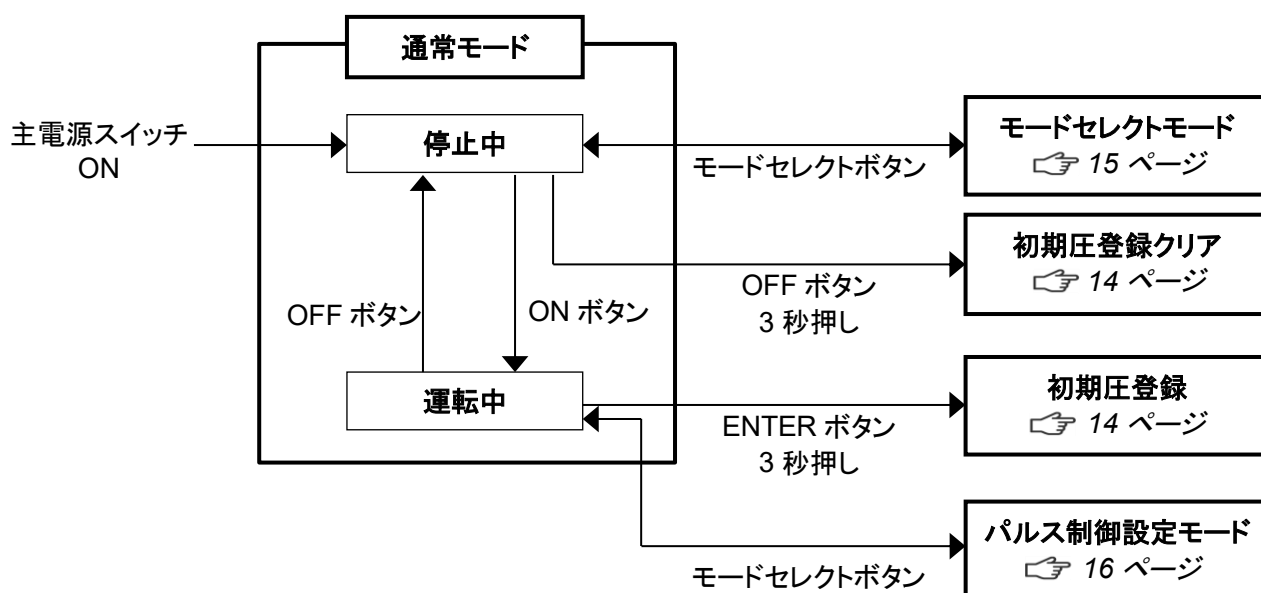 通常モード
主電源スイッチ
ON
停止中
モードセレクトボタン
モードセレクトモード
☞ 15 ページ
初期圧登録クリア
☞ 14 ページ
OFF ボタン
3 秒押し
OFF ボタン
ON ボタン
運転中
ENTER ボタン
3 秒押し
初期圧登録
☞ 14 ページ
パルス制御設定モード
☞ 16 ページ
モードセレクトボタン